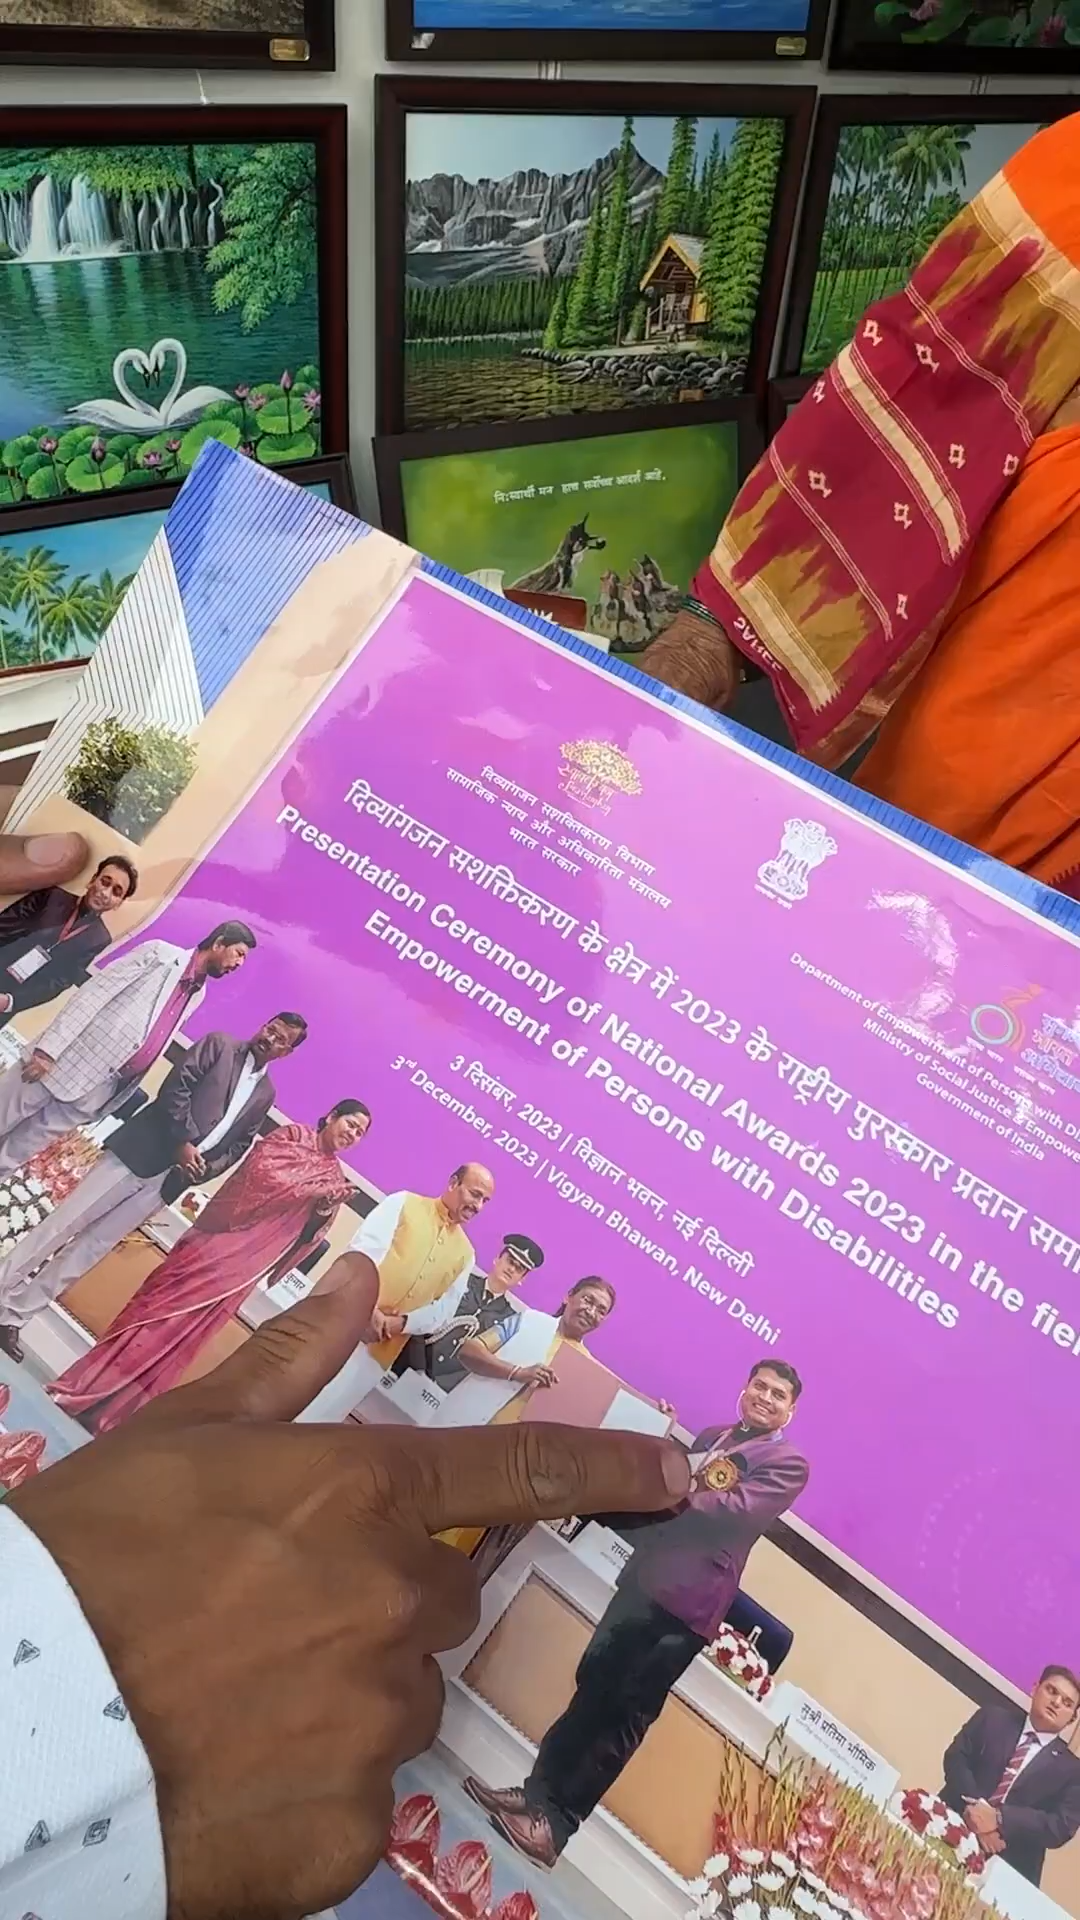 नि:स्वार्थी मन हाच सर्वोच्च आदर्श आहे.
दिव्यांगजन सशक्तिकरण विभाग
सामाजिक न्याय और अधिकारिता मंत्रालय
भारत सरकार
Department of Empowerment of Persons with Di
Ministry of Social Justice & Empowe
Government of India
दिव्यांगजन सशक्तिकरण के क्षेत्र में 2023 के राष्ट्रीय पुरस्कार प्रदान समा
Presentation Ceremony of National Awards 2023 in the fie
Empowerment of Persons with Disabilities
3 दिसंबर, 2023 | विज्ञान भवन, नई दिल्ली
3rd December, 2023 | Vigyan Bhawan, New Delhi
कुमार
भारत
सुश्री प्रतिमा भौमिक